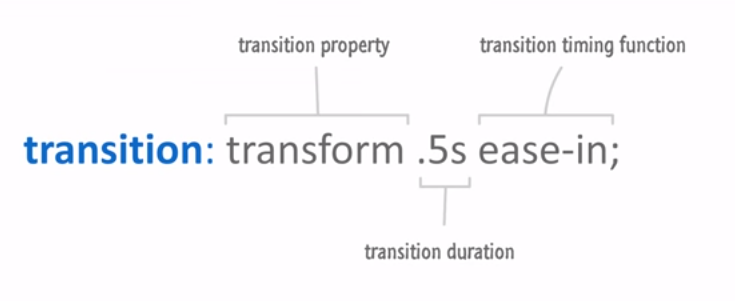 transition property transition timing function
transition: transform .5s ease-in;
transition duration